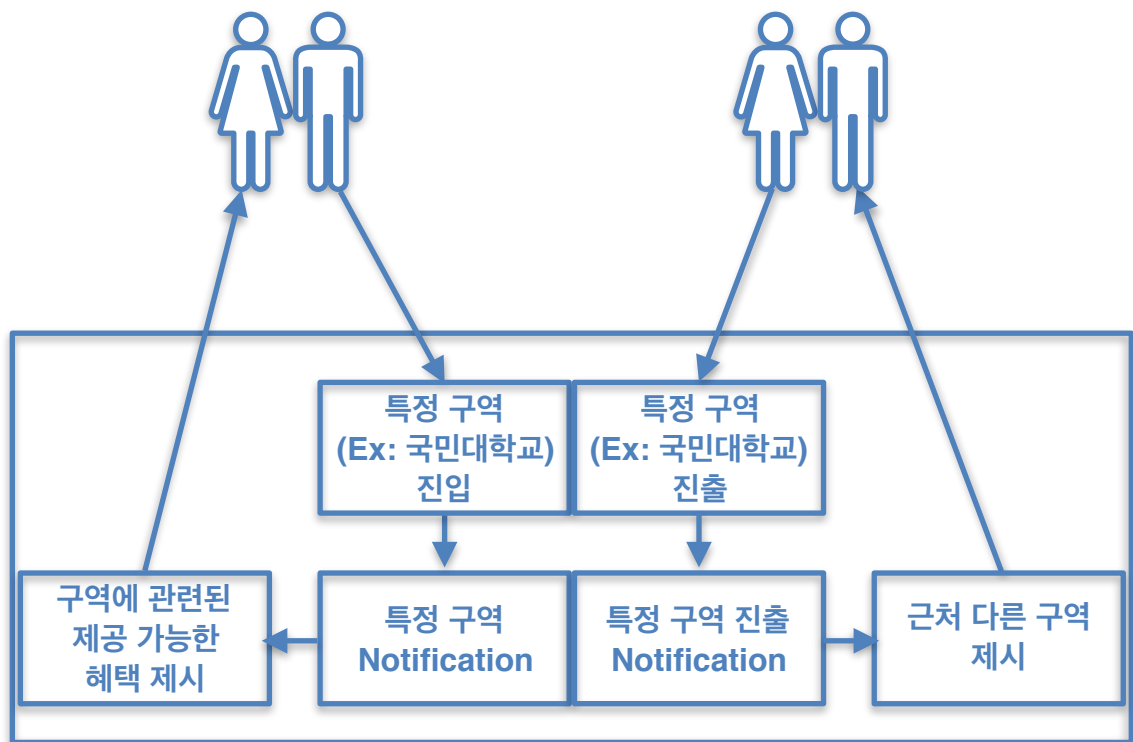 특정 구역
(Ex: 국민대학교)
진입
특정 구역
(Ex: 국민대학교)
진출
구역에 관련된
제공 가능한
혜택 제시
특정 구역
Notification
특정 구역 진출
Notification
근처 다른 구역
제시